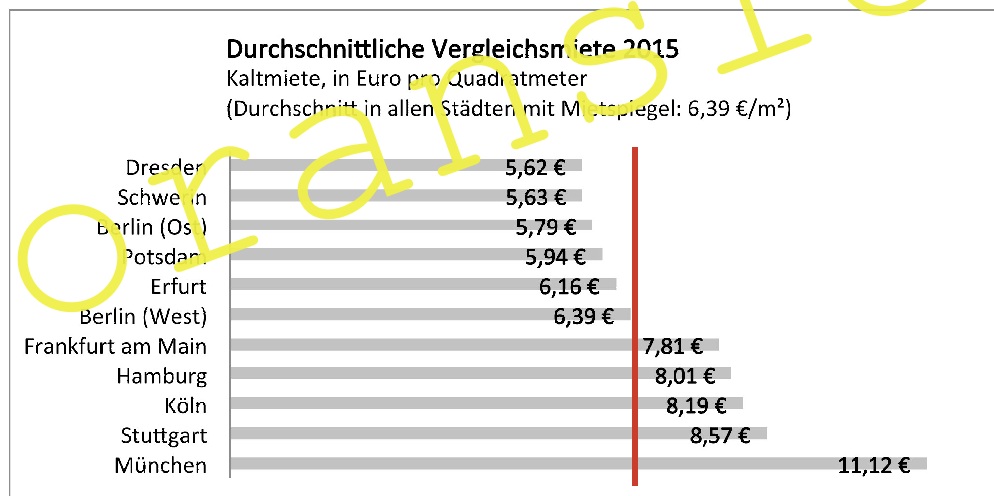 Durchschnittliche Vergleichsmiete 2015
Kaltmiete, in Euro pro Quadratmeter
(Durchschnitt in allen Städten mit Mietspiegel: 6,39 €/m²)
Dresden 5,62 €
Schwerin 5,63 €
Berlin (Ost) 5,79 €
Potsdam 5,94 €
Erfurt 6,16 €
Berlin (West) 6,39 €
Frankfurt am Main 7,81 €
Hamburg 8,01 €
Köln 8,19 €
Stuttgart 8,57 €
München 11,12 €